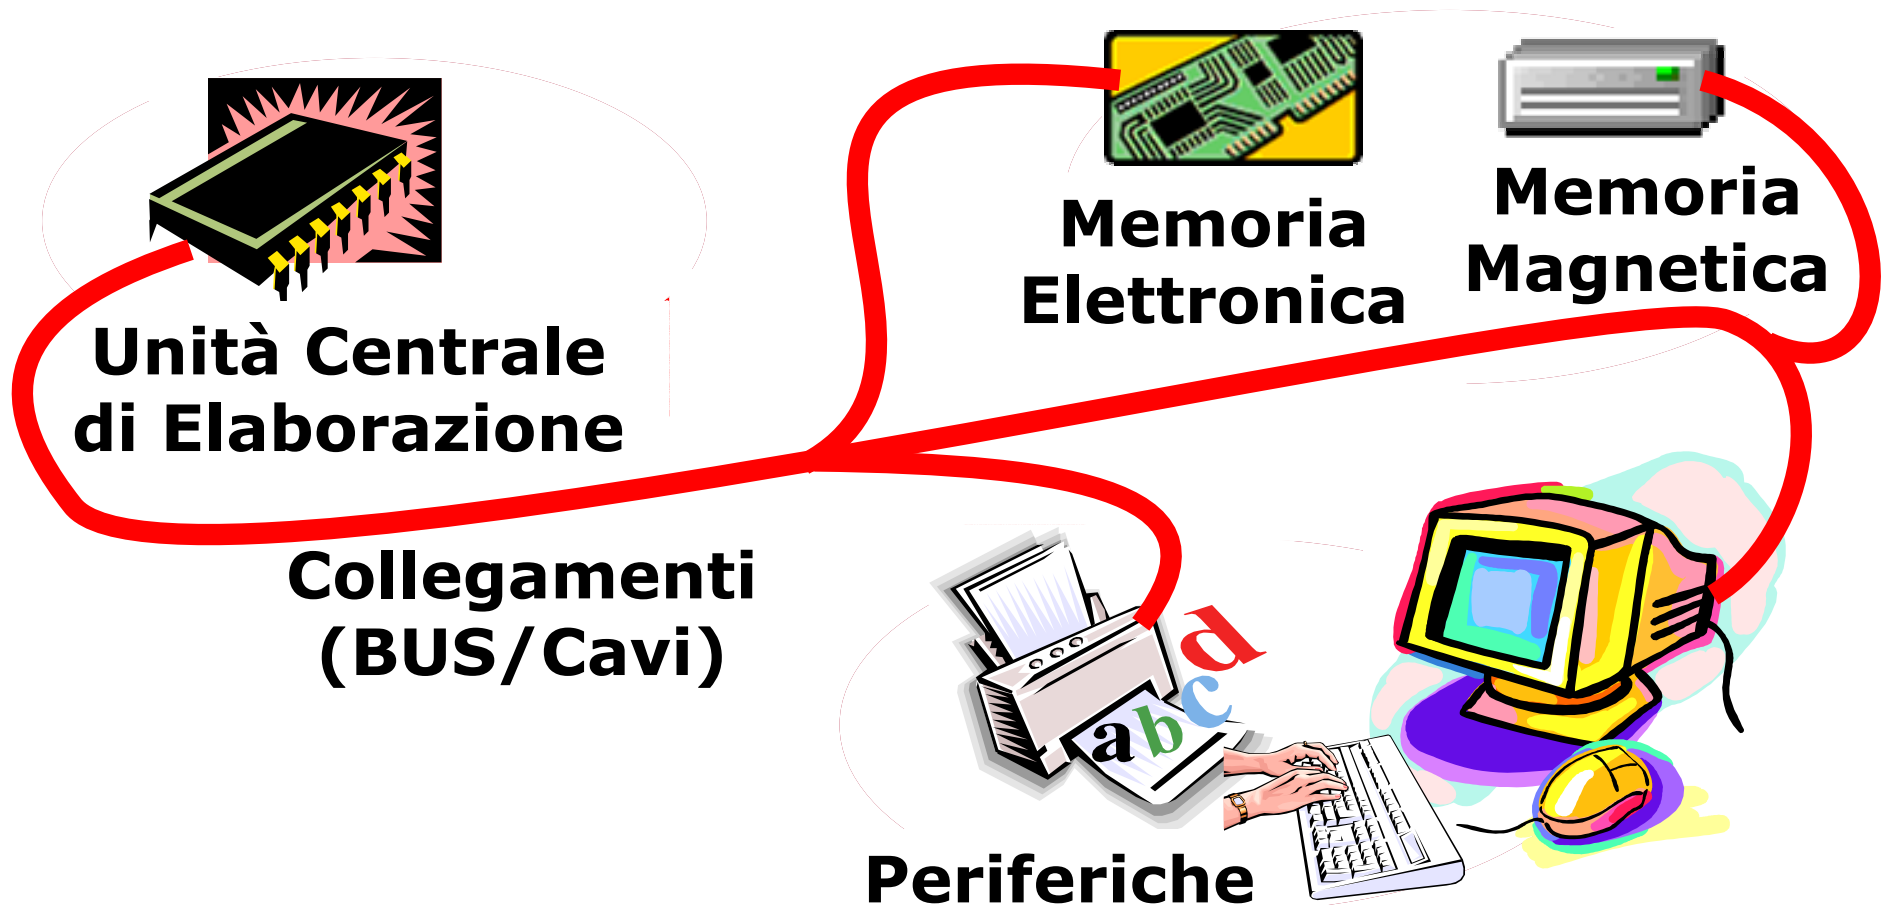 Unità Centrale
di Elaborazione
Memoria
Elettronica
Memoria
Magnetica
Collegamenti
(BUS/Cavi)
a b c d
Periferiche